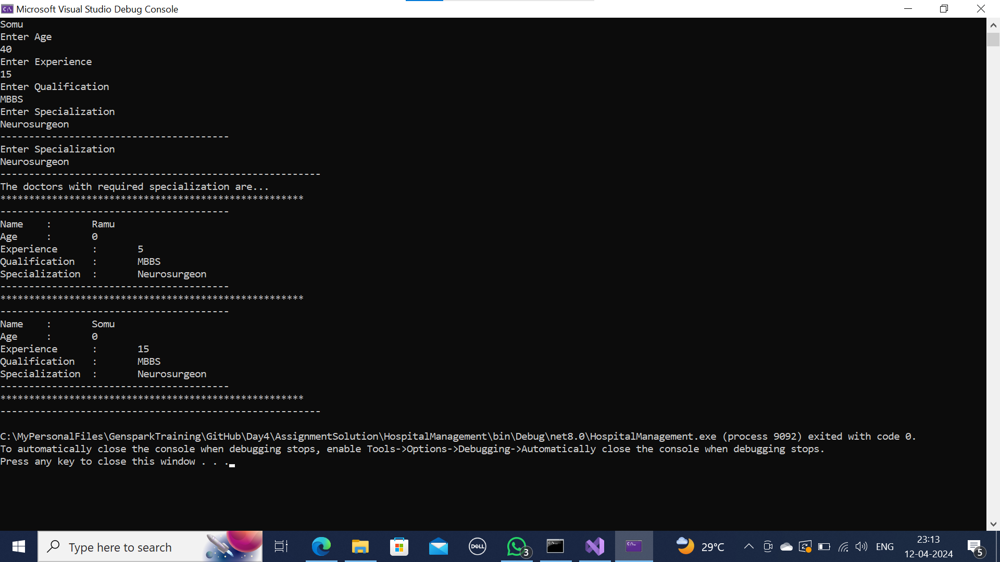 Microsoft Visual Studio Debug Console
Somu
Enter Age
40
Enter Experience
15
Enter Qualification
MBBS
Enter Specialization
Neurosurgeon
----------------------------------------
Enter Specialization
Neurosurgeon
--------------------------------------------------------
The doctors with required specialization are...
*****************************************************
----------------------------------------
Name    :       Ramu
Age     :       0
Experience      :       5
Qualification   :       MBBS
Specialization  :       Neurosurgeon
----------------------------------------
*****************************************************
----------------------------------------
Name    :       Somu
Age     :       0
Experience      :       15
Qualification   :       MBBS
Specialization  :       Neurosurgeon
----------------------------------------
*****************************************************
--------------------------------------------------------
C:\MyPersonalFiles\GensparkTraining\GitHub\Day4\AssignmentSolution\HospitalManagement\bin\Debug\net8.0\HospitalManagement.exe (process 9092) exited with code 0.
To automatically close the console when debugging stops, enable Tools->Options->Debugging->Automatically close the console when debugging stops.
Press any key to close this window . . .
Type here to search
DELL
3
29°C
ENG
23:13
12-04-2024
5